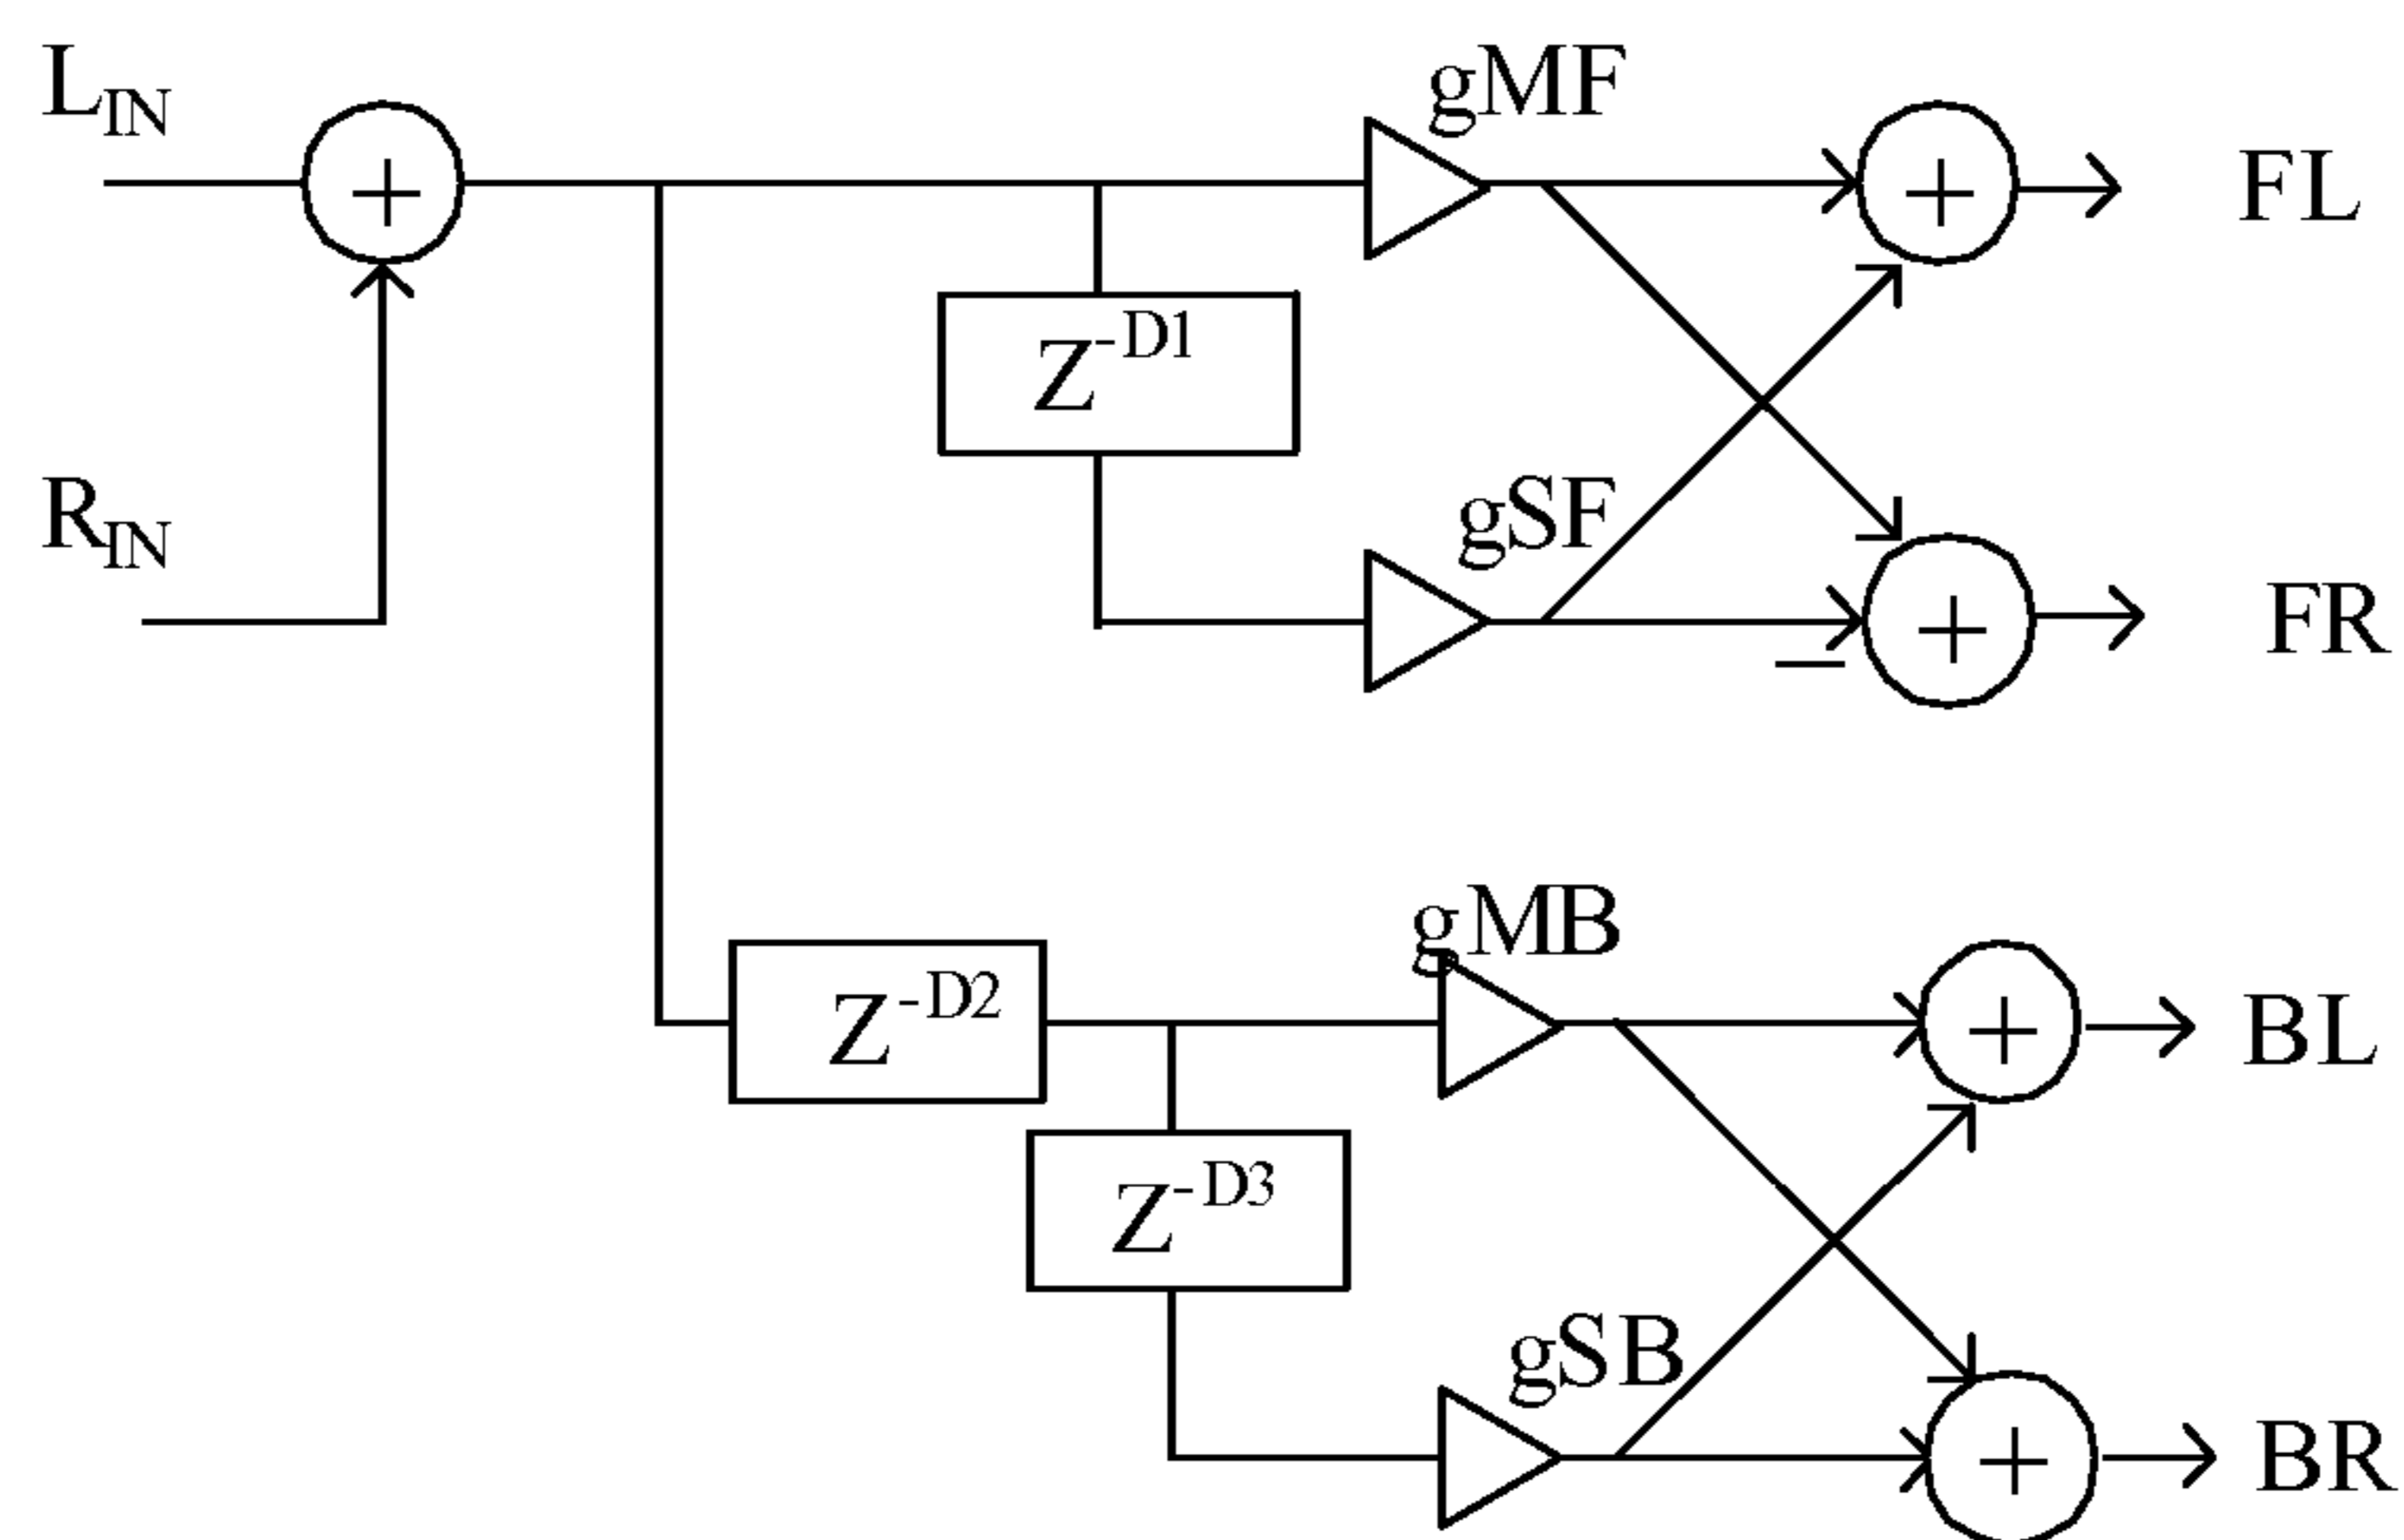 L_IN
gMF
+
+
FL
Z^-D1
R_IN
gSF
+
FR
−
gMB
Z^-D2
+
BL
Z^-D3
gSB
+
BR